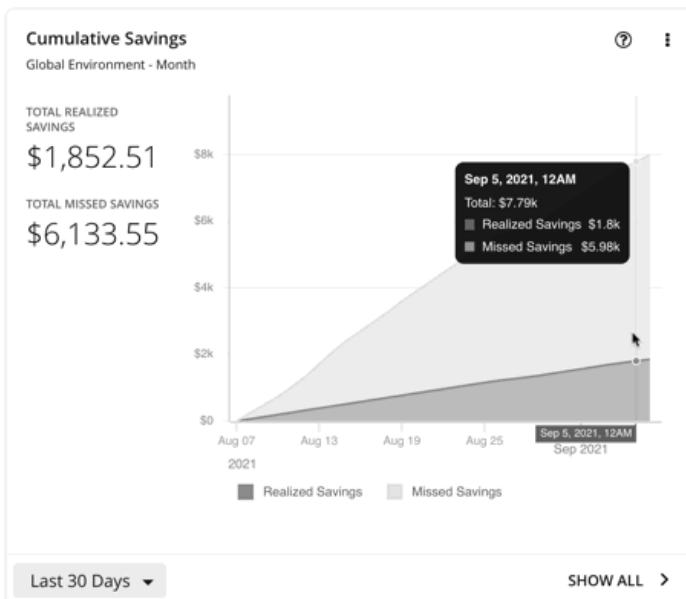 Cumulative Savings
Global Environment - Month
TOTAL REALIZED
SAVINGS
$1,852.51
TOTAL MISSED SAVINGS
$6,133.55
$8k
$6k
$4k
$2k
$0
Sep 5, 2021, 12AM
Total: $7.79k
Realized Savings $1.8k
Missed Savings $5.98k
Aug 07 Aug 13 Aug 19 Aug 25
Sep 5, 2021, 12AM
Sep 2021
2021
Realized Savings Missed Savings
Last 30 Days
SHOW ALL